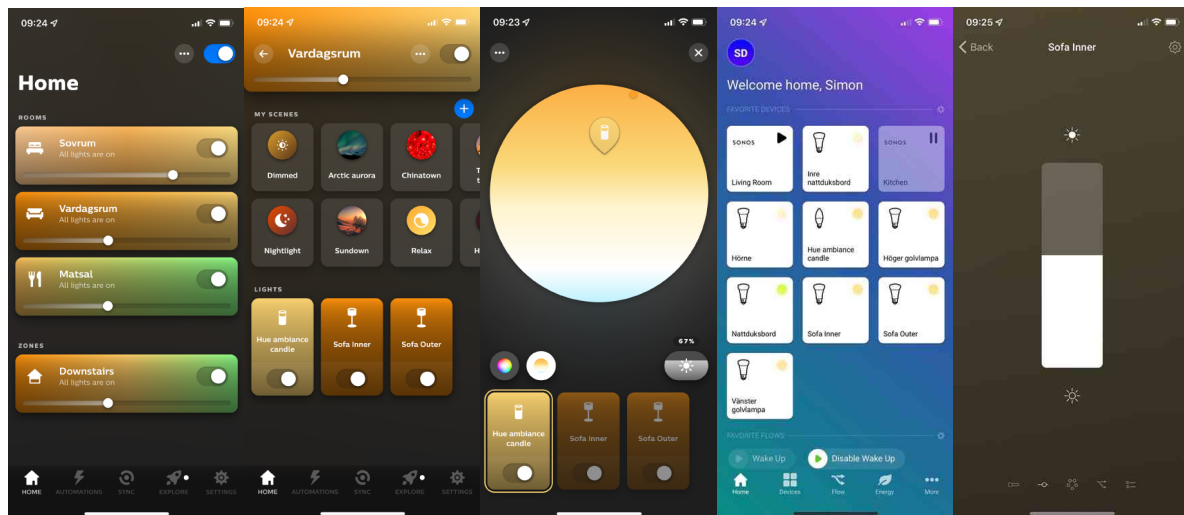 09:24
Home
ROOMS
Sovrum
All lights are on
Vardagsrum
All lights are on
Matsal
All lights are on
ZONES
Downstairs
All lights are on
HOME AUTOMATIONS SYNC EXPLORE SETTINGS
09:24
Vardagsrum
MY SCENES
Dimmed Arctic aurora Chinatown
Nightlight Sundown Relax
LIGHTS
Hue ambiance
candle
Sofa Inner
Sofa Outer
HOME AUTOMATIONS SYNC EXPLORE SETTINGS
09:23
67%
Hue ambiance
candle
Sofa Inner
Sofa Outer
09:24
SD
Welcome home, Simon
FAVORITE DEVICES
SONOS
Living Room
Inre
nattduksbord
SONOS
Kitchen
Hörne
Hue ambiance
candle
Höger golvlampa
Nattduksbord
Sofa Inner
Sofa Outer
Vänster
golvlampa
FAVORITE FLOWS
Wake Up
Disable Wake Up
Home Devices Flow Energy More
09:25
Back
Sofa Inner